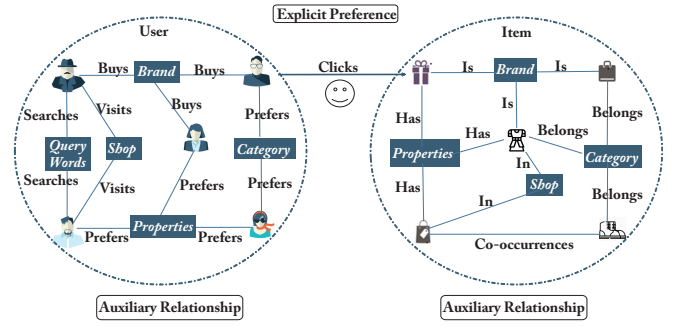 Explicit Preference
User
Item
Buys
Brand
Buys
Clicks
Is
Brand
Is
Searches
Visits
Buys
Prefers
Has
Is
Belongs
Query
Words
Shop
Category
Properties
Has
Belongs
Category
Searches
Visits
Prefers
Prefers
Has
In
Shop
In
Belongs
Prefers
Properties
Prefers
Co-occurrences
Auxiliary Relationship
Auxiliary Relationship